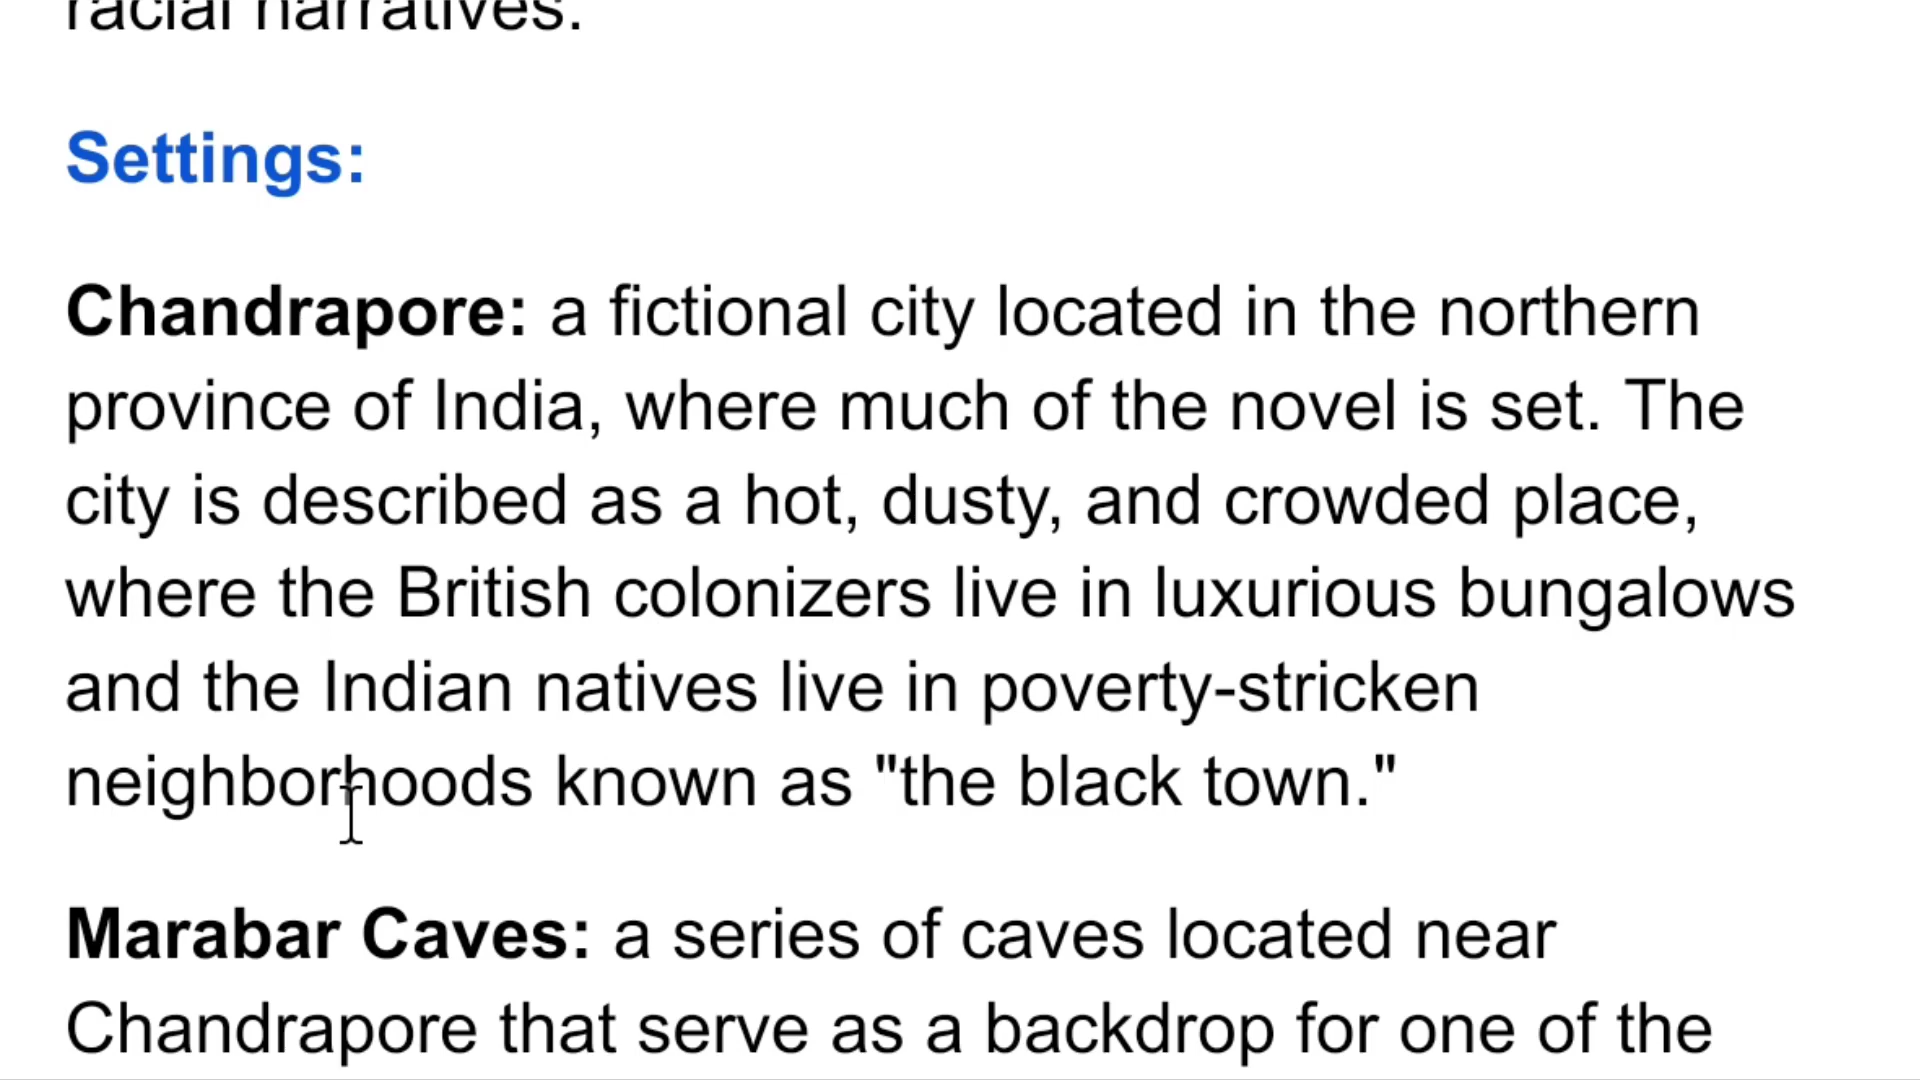 racial narratives.
Settings:
Chandrapore: a fictional city located in the northern
province of India, where much of the novel is set. The
city is described as a hot, dusty, and crowded place,
where the British colonizers live in luxurious bungalows
and the Indian natives live in poverty-stricken
neighborhoods known as "the black town."
Marabar Caves: a series of caves located near
Chandrapore that serve as a backdrop for one of the